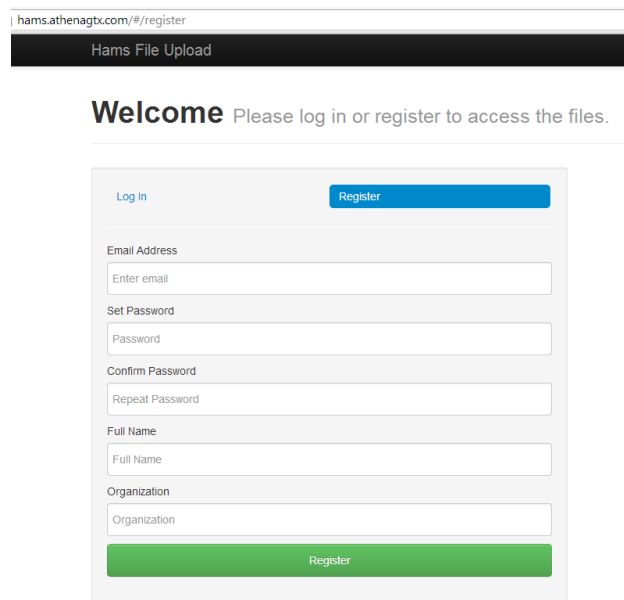 hams.athenagtx.com/#/register
Hams File Upload
Welcome Please log in or register to access the files.
Log In Register
Email Address
Enter email
Set Password
Password
Confirm Password
Repeat Password
Full Name
Full Name
Organization
Organization
Register